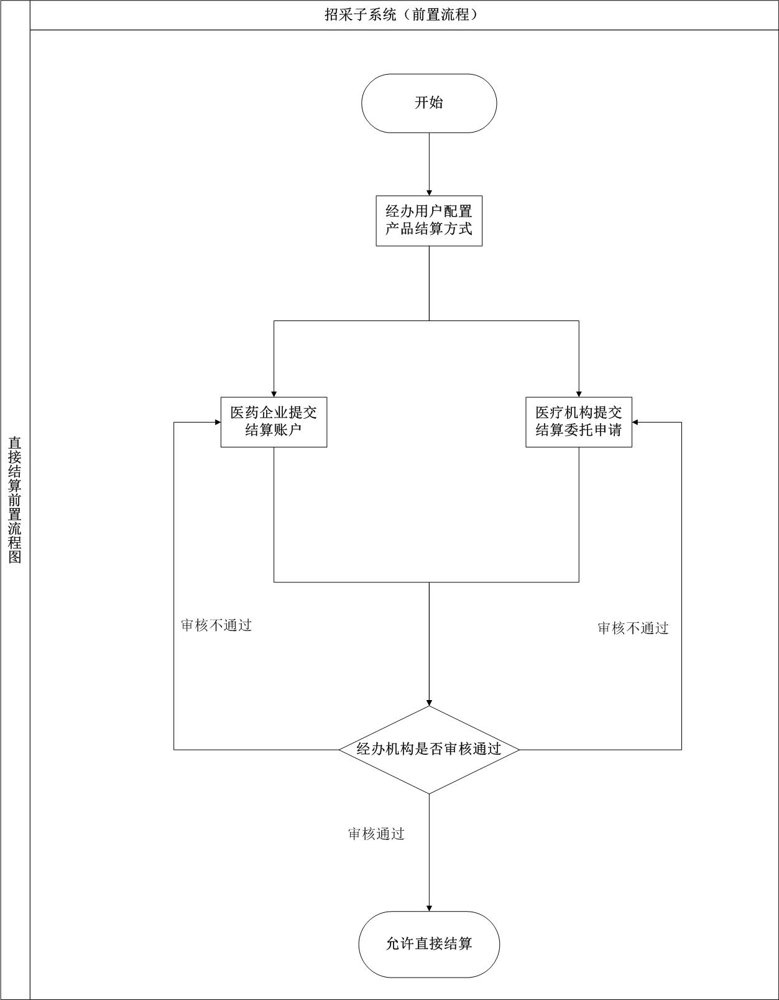 招采子系统（前置流程）
直接结算前置流程图
开始
经办用户配置
产品结算方式
医药企业提交
结算账户
医疗机构提交
结算委托申请
审核不通过
审核不通过
经办机构是否审核通过
审核通过
允许直接结算